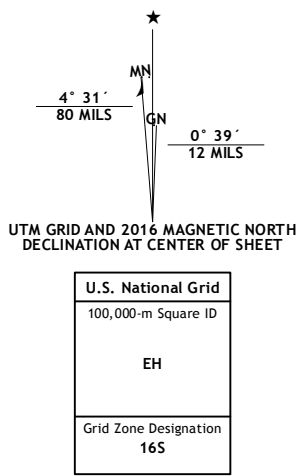 ★
MN
GN
4° 31´
80 MILS
0° 39´
12 MILS
UTM GRID AND 2016 MAGNETIC NORTH
DECLINATION AT CENTER OF SHEET
U.S. National Grid
100,000-m Square ID
EH
Grid Zone Designation
16S